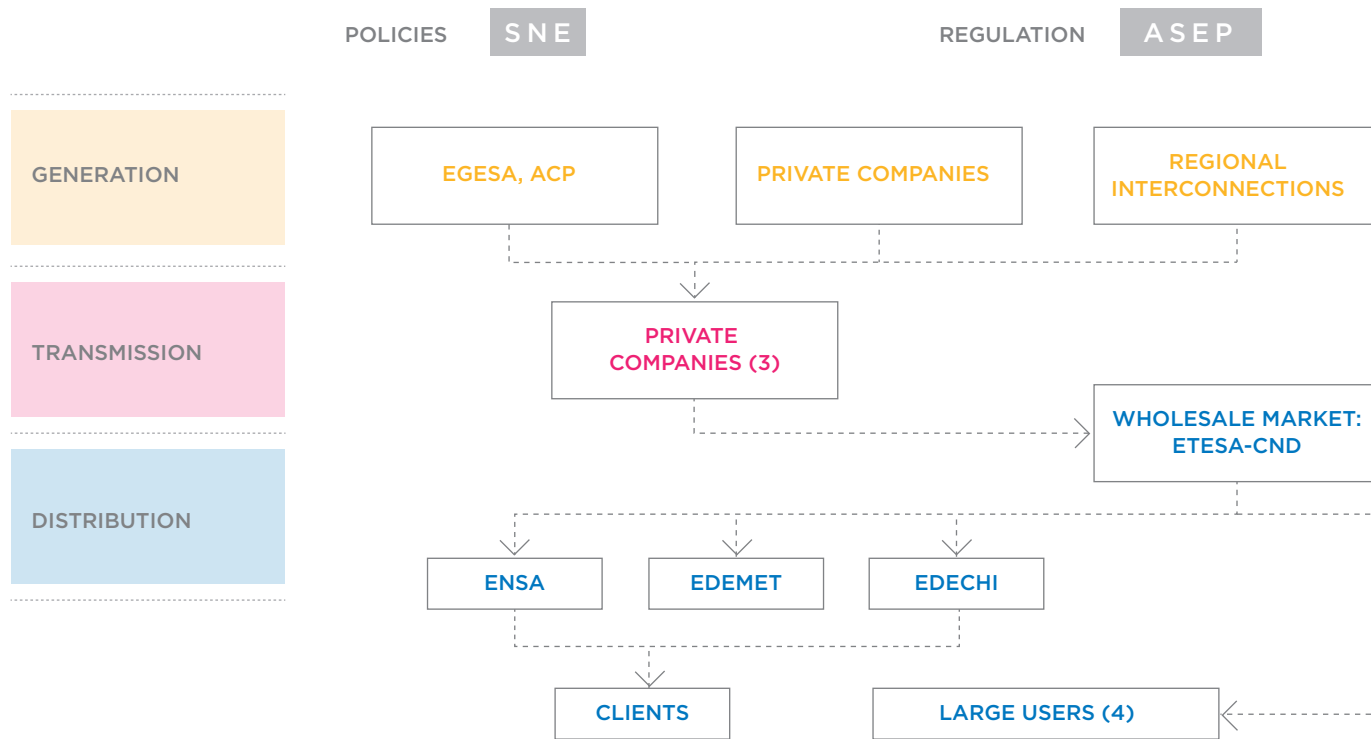 POLICIES SNE REGULATION ASEP
GENERATION
EGESA, ACP
PRIVATE COMPANIES
REGIONAL
INTERCONNECTIONS
TRANSMISSION
PRIVATE
COMPANIES (3)
WHOLESALE MARKET:
ETESA-CND
DISTRIBUTION
ENSA
EDEMET
EDECHI
CLIENTS
LARGE USERS (4)